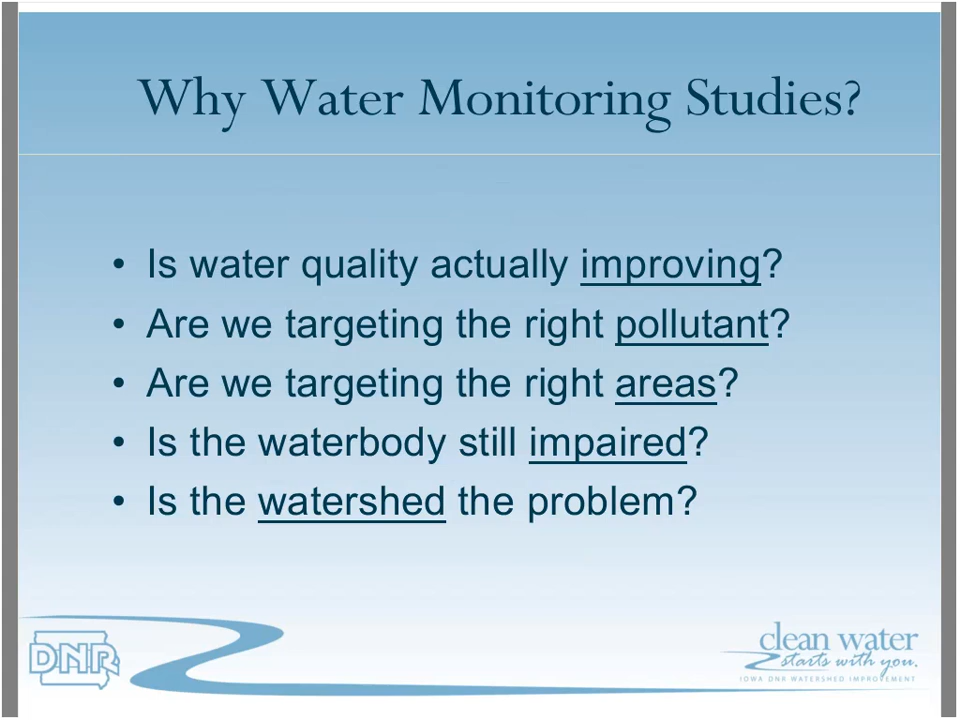 Why Water Monitoring Studies?
• Is water quality actually improving?
• Are we targeting the right pollutant?
• Are we targeting the right areas?
• Is the waterbody still impaired?
• Is the watershed the problem?
DNR
clean water
starts with you.
IOWA DNR WATERSHED IMPROVEMENT